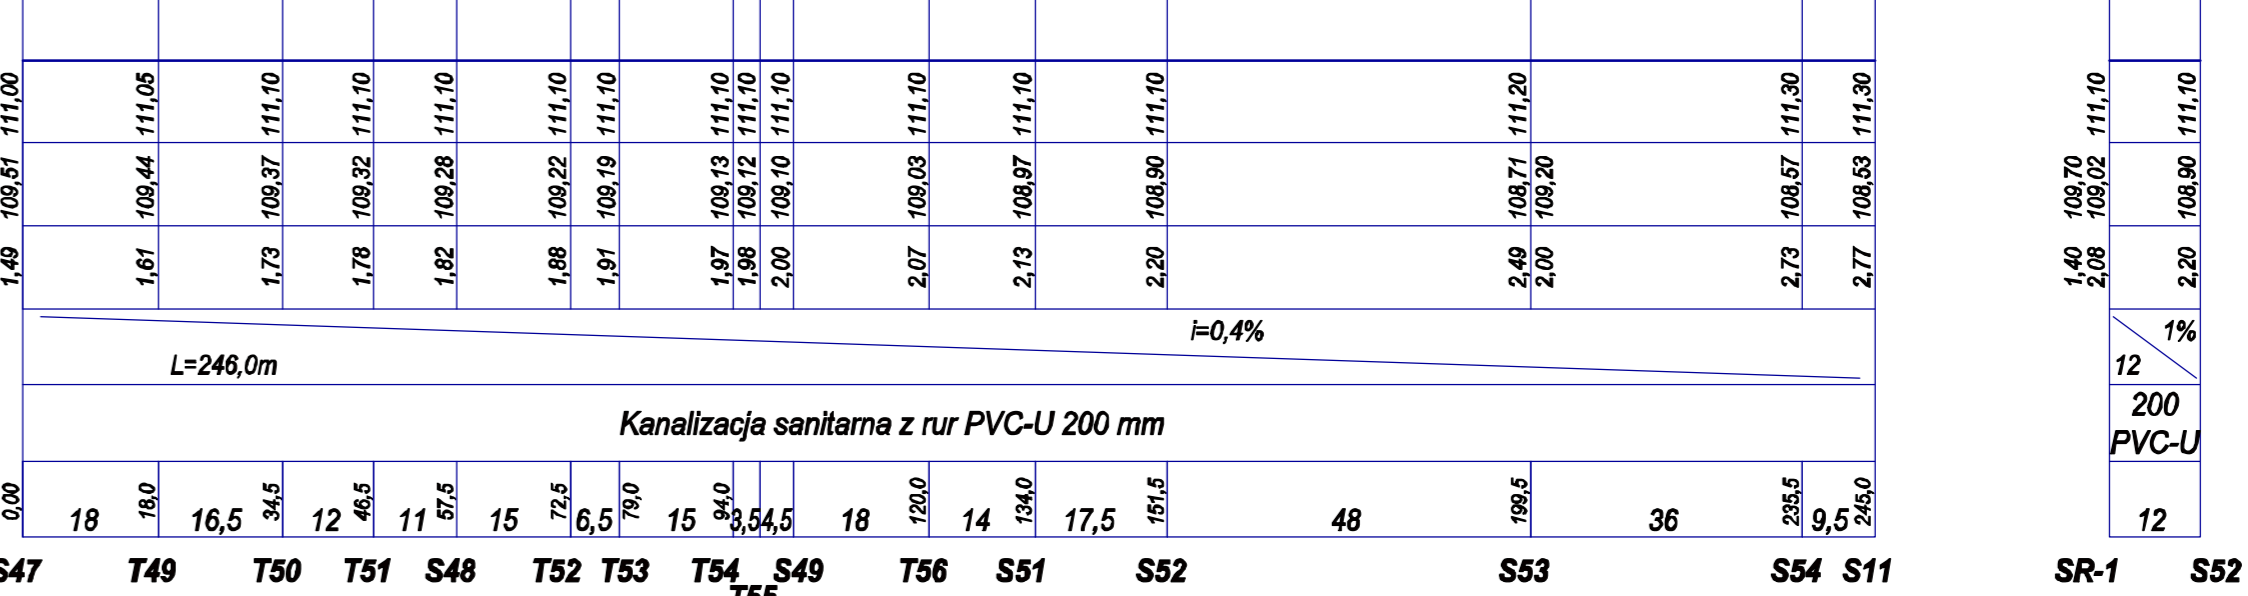 111,00 111,05 111,10 111,10 111,10 111,10 111,10 111,10 111,10 111,10 111,10 111,10 111,10 111,20 111,30 111,30 111,10 111,10
109,51 109,44 109,37 109,32 109,28 109,22 109,19 109,13 109,12 109,10 109,03 108,97 108,90 108,71 109,20 108,57 108,53 109,70 109,02 108,90
1,49 1,61 1,73 1,78 1,82 1,88 1,91 1,97 1,98 2,00 2,07 2,13 2,20 2,49 2,00 2,73 2,77 1,40 2,08 2,20
i=0,4% 1%
L=246,0m 12
Kanalizacja sanitarna z rur PVC-U 200 mm
200
PVC-U
0,00 18 18,0 16,5 34,5 12 46,5 11 57,5 15 72,5 6,5 79,0 15 94,0 3,5 4,5 18 120,0 14 134,0 17,5 151,5 48 199,5 36 235,5 9,5 245,0 12
S47 T49 T50 T51 S48 T52 T53 T54 S49 T56 S51 S52 S53 S54 S11 SR-1 S52
T55